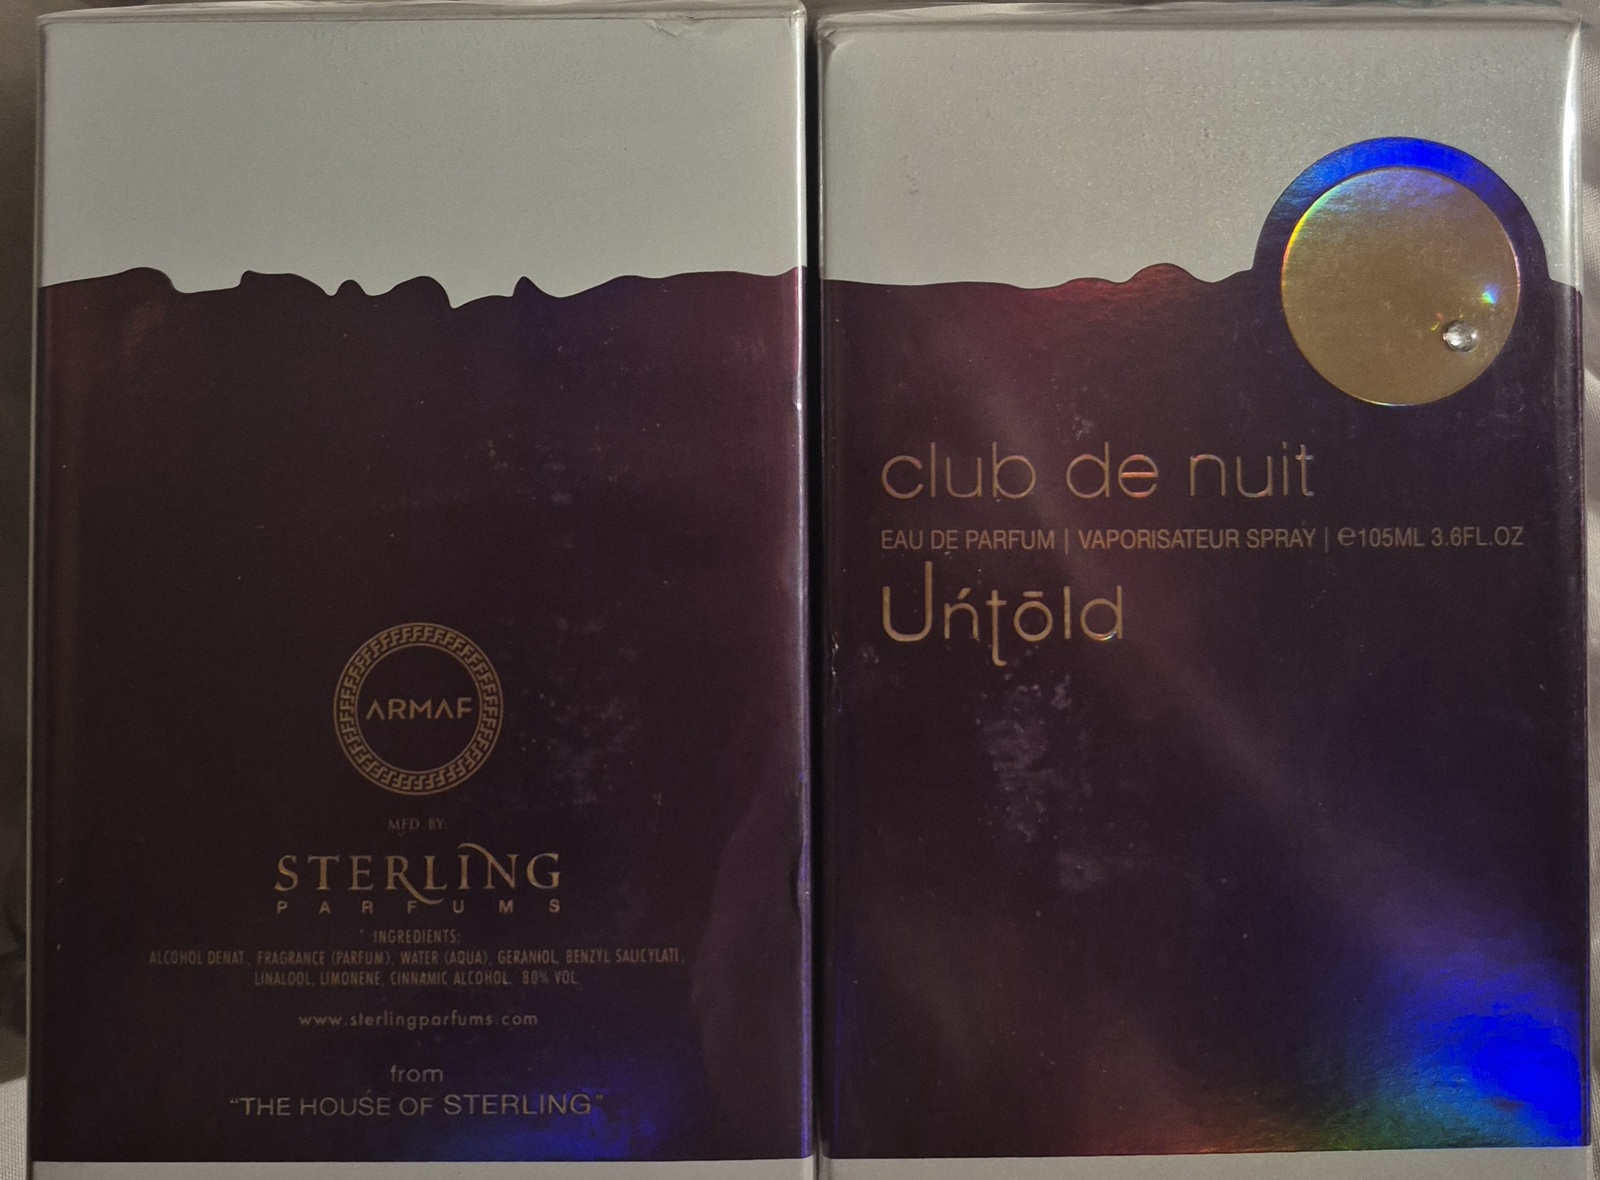 ARMAF
MFD BY:
STERLING
PARFUMS
INGREDIENTS:
ALCOHOL DENAT., FRAGRANCE (PARFUM), WATER (AQUA), GERANIOL, BENZYL SALICYLATE,
LINALOOL, LIMONENE, CINNAMIC ALCOHOL. 80% VOL.
www.sterlingparfums.com
from
"THE HOUSE OF STERLING"
club de nuit
EAU DE PARFUM | VAPORISATEUR SPRAY | ℮105ML 3.6FL.OZ
Uńtōld